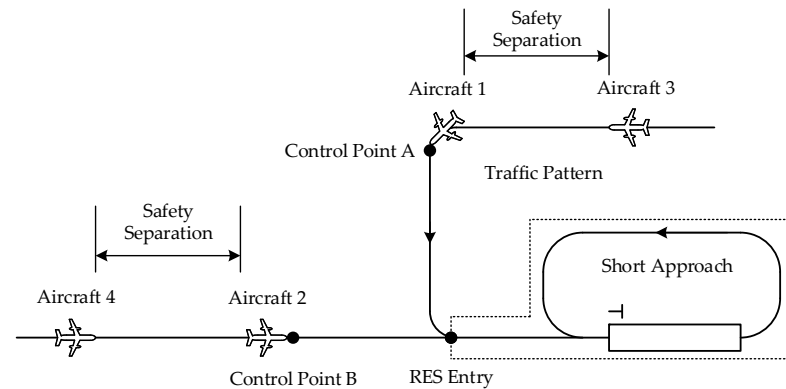 Safety
Separation
Aircraft 1
Aircraft 3
Control Point A
Traffic Pattern
Safety
Separation
Short Approach
Aircraft 4
Aircraft 2
Control Point B
RES Entry